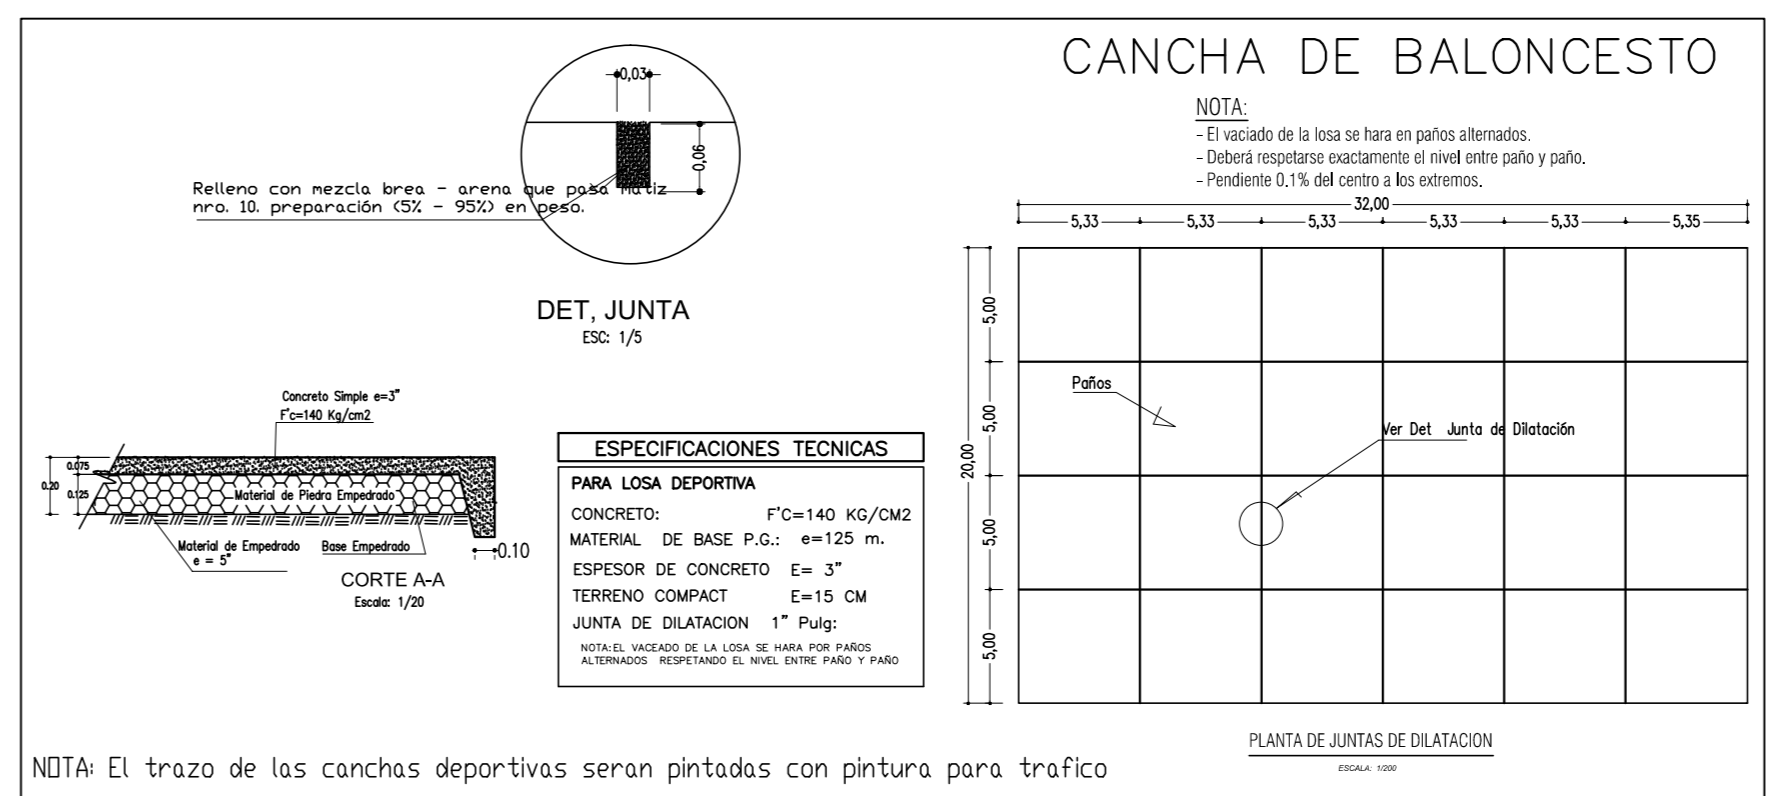 CANCHA DE BALONCESTO
NOTA:
- El vaciado de la losa se hara en paños alternados.
- Deberá respetarse exactamente el nivel entre paño y paño.
- Pendiente 0.1% del centro a los extremos.
0,03
0,06
Relleno con mezcla brea - arena que pasa Matiz
nro. 10. preparación (5% - 95%) en peso.
DET, JUNTA
ESC: 1/5
32,00
5,33 5,33 5,33 5,33 5,33 5,35
20,00
5,00
5,00
5,00
5,00
Paños
Ver Det Junta de Dilatación
PLANTA DE JUNTAS DE DILATACION
ESCALA: 1/200
Concreto Simple e=3"
F'c=140 Kg/cm2
0.075
0.20
0.125
Material de Piedra Empedrado
Material de Empedrado
e = 5"
Base Empedrado
0.10
CORTE A-A
Escala: 1/20
ESPECIFICACIONES TECNICAS
PARA LOSA DEPORTIVA
CONCRETO: F'C=140 KG/CM2
MATERIAL DE BASE P.G.: e=125 m.
ESPESOR DE CONCRETO E= 3"
TERRENO COMPACT E=15 CM
JUNTA DE DILATACION 1" Pulg:
NOTA:EL VACEADO DE LA LOSA SE HARA POR PAÑOS
ALTERNADOS RESPETANDO EL NIVEL ENTRE PAÑO Y PAÑO
NOTA: El trazo de las canchas deportivas seran pintadas con pintura para trafico